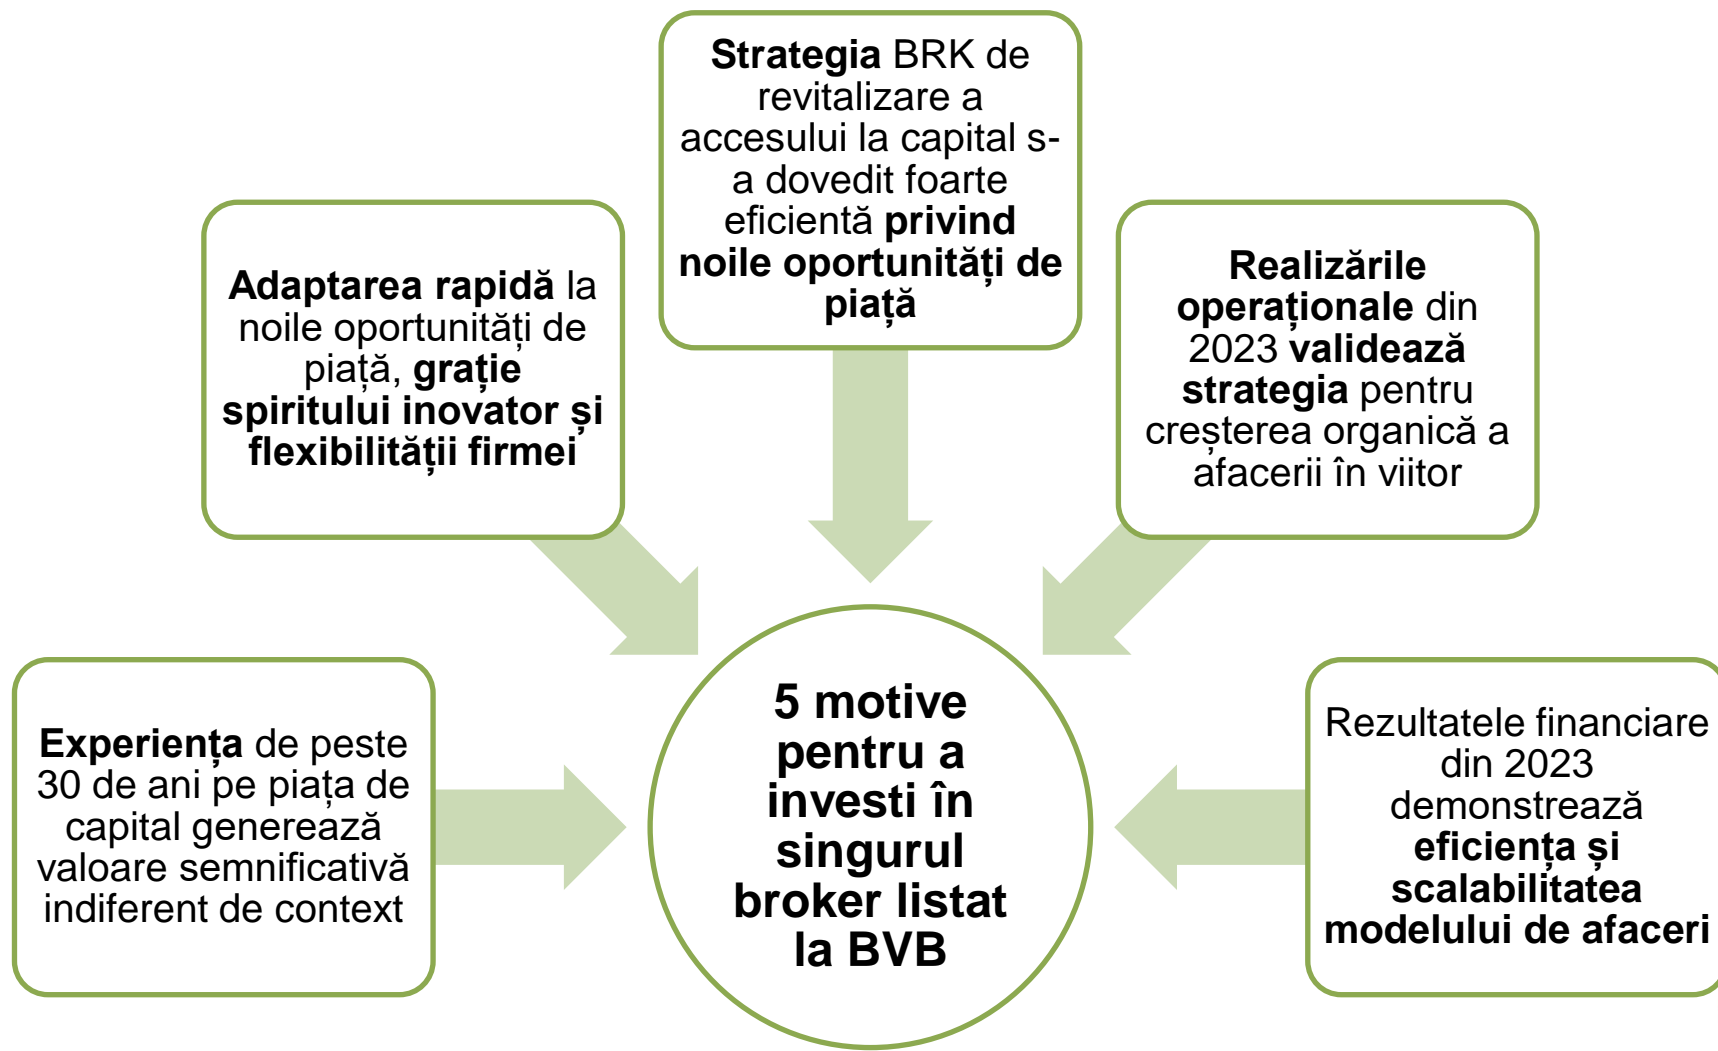 Strategia BRK de
revitalizare a
accesului la capital s-
a dovedit foarte
eficientă privind
noile oportunități de
piață
Adaptarea rapidă la
noile oportunități de
piață, grație
spiritului inovator și
flexibilității firmei
Realizările
operaționale din
2023 validează
strategia pentru
creșterea organică a
afacerii în viitor
Experiența de peste
30 de ani pe piața de
capital generează
valoare semnificativă
indiferent de context
5 motive
pentru a
investi în
singurul
broker listat
la BVB
Rezultatele financiare
din 2023
demonstrează
eficiența și
scalabilitatea
modelului de afaceri